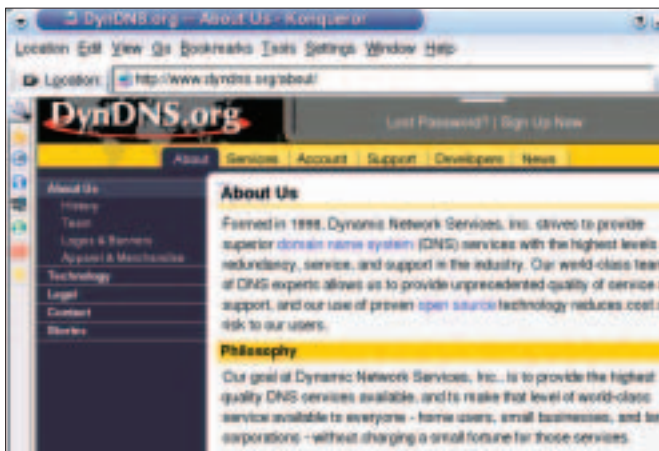 DynDNS.org -- About Us - Konqueror
Location Edit View Go Bookmarks Tools Settings Window Help
Location: http://www.dyndns.org/about/
DynDNS.org
Lost Password? | Sign Up Now
About Services Account Support Developers News
About Us
History
Team
Logos & Banners
Apparel & Merchandise
Technology
Legal
Contact
Stories
About Us
Formed in 1998, Dynamic Network Services, Inc. strives to provide
superior domain name system (DNS) services with the highest levels
redundancy, service, and support in the industry. Our world-class team
of DNS experts allows us to provide unprecedented quality of service
support, and our use of proven open source technology reduces cost
risk to our users.
Philosophy
Our goal at Dynamic Network Services, Inc., is to provide the highest
quality DNS services available, and to make that level of world-class
service available to everyone - home users, small businesses, and
corporations - without charging a small fortune for those services.